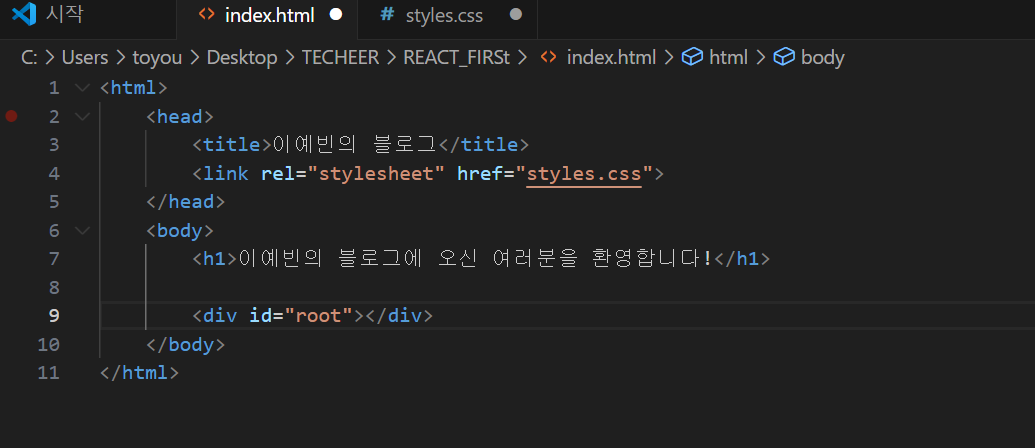 시작 index.html # styles.css
C: > Users > toyou > Desktop > TECHEER > REACT_FIRSt > <> index.html > html > body
1 <html>
2 <head>
3 <title>이예빈의 블로그</title>
4 <link rel="stylesheet" href="styles.css">
5 </head>
6 <body>
7 <h1>이예빈의 블로그에 오신 여러분을 환영합니다!</h1>
8
9 <div id="root"></div>
10 </body>
11 </html>